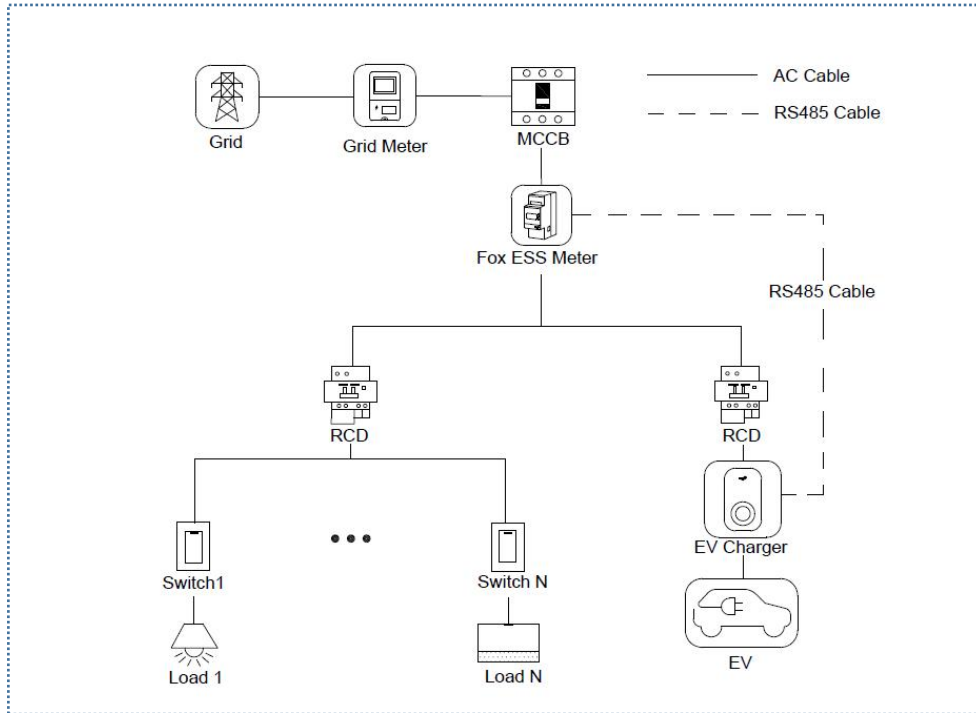 AC Cable
RS485 Cable
Grid
Grid Meter
MCCB
Fox ESS Meter
RS485 Cable
RCD
RCD
EV Charger
Switch1
Switch N
Load 1
Load N
EV